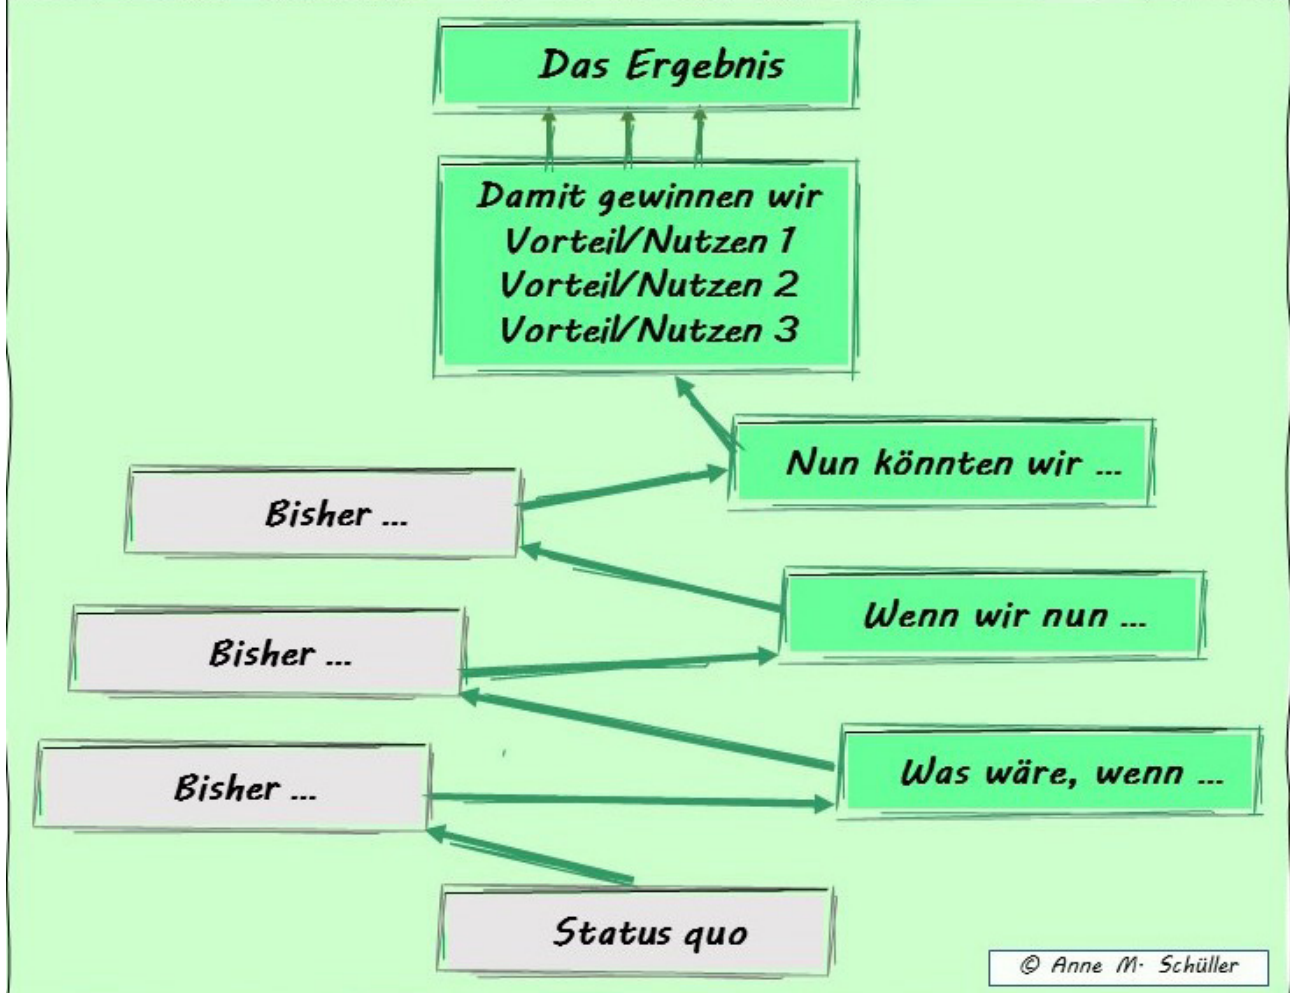 Das Ergebnis
Damit gewinnen wir
Vorteil/Nutzen 1
Vorteil/Nutzen 2
Vorteil/Nutzen 3
Nun könnten wir ...
Bisher ...
Wenn wir nun ...
Bisher ...
Was wäre, wenn ...
Bisher ...
Status quo
© Anne M. Schüller